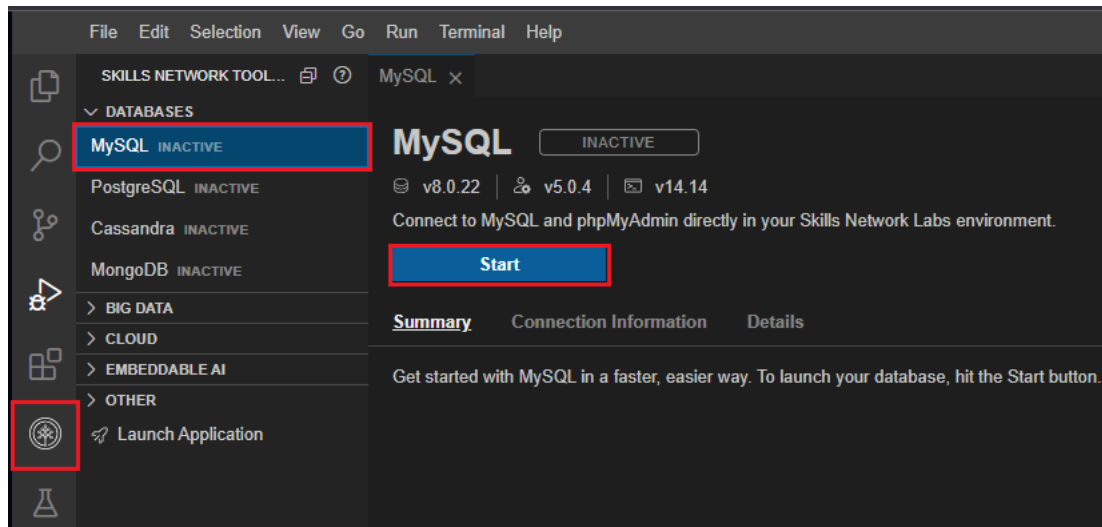 File Edit Selection View Go Run Terminal Help
SKILLS NETWORK TOOL...
DATABASES
MySQL INACTIVE
PostgreSQL INACTIVE
Cassandra INACTIVE
MongoDB INACTIVE
BIG DATA
CLOUD
EMBEDDABLE AI
OTHER
Launch Application
MySQL
MySQL INACTIVE
v8.0.22 v5.0.4 v14.14
Connect to MySQL and phpMyAdmin directly in your Skills Network Labs environment.
Start
Summary Connection Information Details
Get started with MySQL in a faster, easier way. To launch your database, hit the Start button.